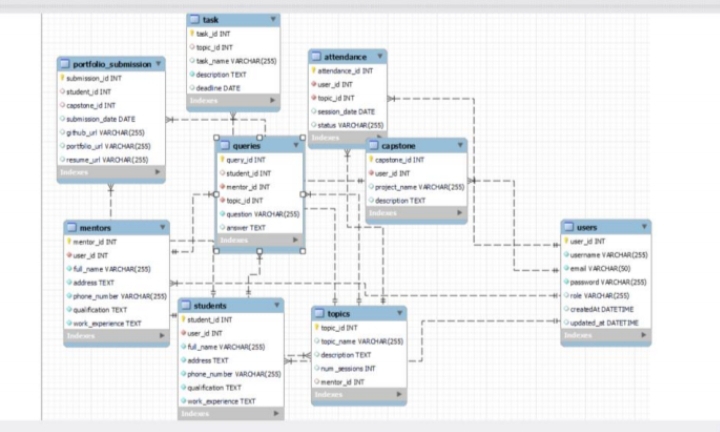 task
task_id INT
topic_id INT
task_name VARCHAR(255)
description TEXT
deadline DATE
Indexes
portfolio_submission
submission_id INT
student_id INT
capstone_id INT
submission_date DATE
github_url VARCHAR(255)
portfolio_url VARCHAR(255)
resume_url VARCHAR(255)
Indexes
attendance
attendance_id INT
user_id INT
topic_id INT
session_date DATE
status VARCHAR(255)
Indexes
queries
query_id INT
student_id INT
mentor_id INT
topic_id INT
question VARCHAR(255)
answer TEXT
Indexes
capstone
capstone_id INT
user_id INT
project_name VARCHAR(255)
description TEXT
Indexes
mentors
mentor_id INT
user_id INT
full_name VARCHAR(255)
address TEXT
phone_number VARCHAR(255)
qualification TEXT
work_experience TEXT
Indexes
users
user_id INT
username VARCHAR(255)
email VARCHAR(50)
password VARCHAR(255)
role VARCHAR(255)
createdAt DATETIME
updated_at DATETIME
Indexes
students
student_id INT
user_id INT
full_name VARCHAR(255)
address TEXT
phone_number VARCHAR(255)
qualification TEXT
work_experience TEXT
Indexes
topics
topic_id INT
topic_name VARCHAR(255)
description TEXT
num_sessions INT
mentor_id INT
Indexes